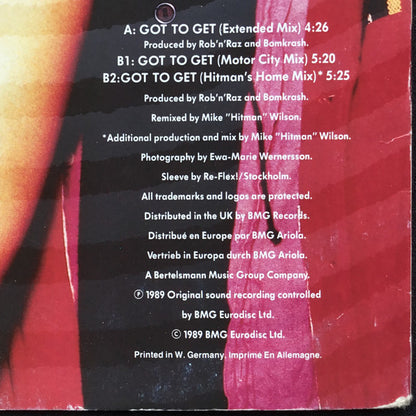 A: GOT TO GET (Extended Mix) 4:26
Produced by Rob'n'Raz and Bomkrash.
B1: GOT TO GET (Motor City Mix) 5:20
B2:GOT TO GET (Hitman's Home Mix)* 5:25
Produced by Rob'n'Raz and Bomkrash.
Remixed by Mike "Hitman" Wilson.
*Additional production and mix by Mike "Hitman" Wilson.
Photography by Ewa-Marie Wernersson.
Sleeve by Re-Flex!/Stockholm.
All trademarks and logos are protected.
Distributed in the UK by BMG Records.
Distribué en Europe par BMG Ariola.
Vertrieb in Europa durch BMG Ariola.
A Bertelsmann Music Group Company.
℗ 1989 Original sound recording controlled
by BMG Eurodisc Ltd.
© 1989 BMG Eurodisc Ltd.
Printed in W. Germany. Imprimé En Allemagne.